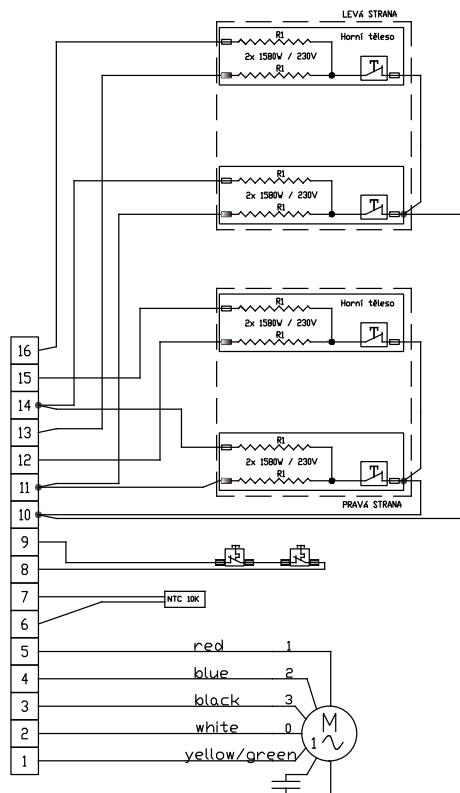 LEVÁ STRANA
R1
Horní těleso
2x 1580W / 230V
R1
R1
2x 1580W / 230V
R1
R1
Horní těleso
2x 1580W / 230V
R1
R1
2x 1580W / 230V
R1
PRAVÁ STRANA
16
15
14
13
12
11
10
9
8
7
NTC 10K
6
5 red 1
4 blue 2
3 black 3
2 white 0
1 yellow/green
M
1